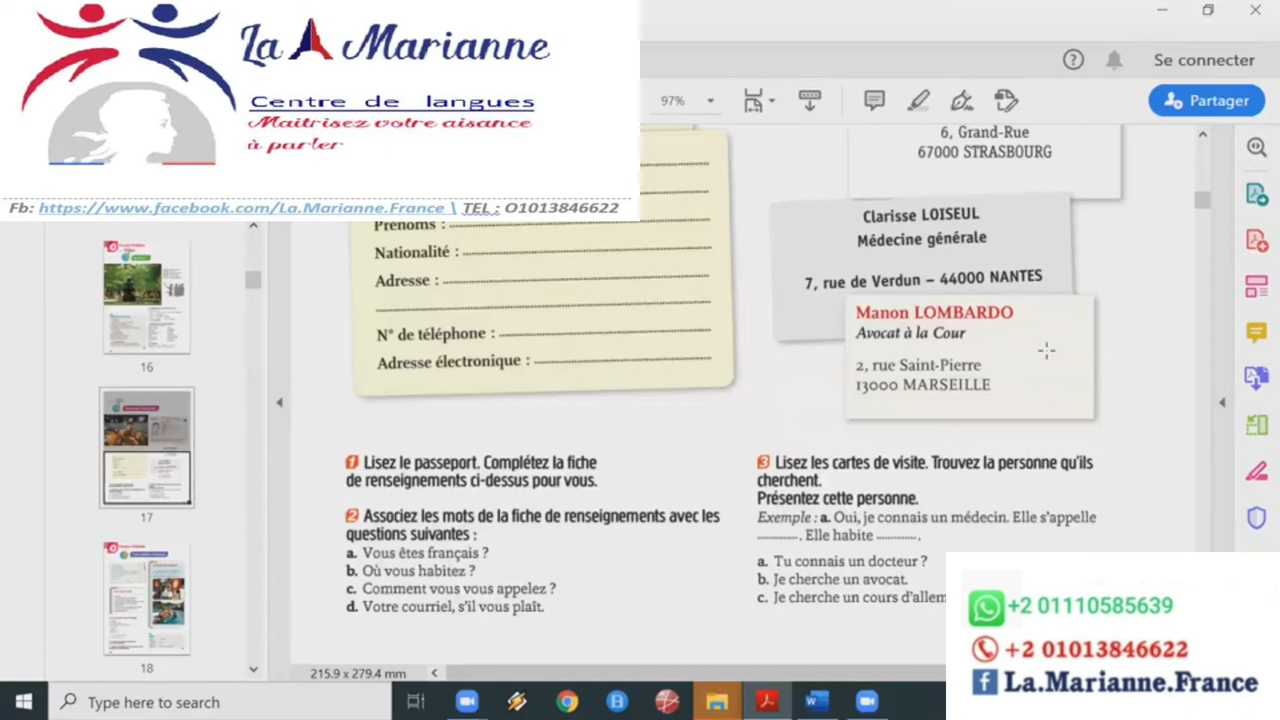 La Marianne
Centre de langues
Maitrisez votre aisance
à parler
Fb: https://www.facebook.com/La.Marianne.France \ TEL : O1013846622
Se connecter
97%
Partager
6, Grand-Rue
67000 STRASBOURG
Clarisse LOISEUL
Médecine générale
7, rue de Verdun – 44000 NANTES
Manon LOMBARDO
Avocat à la Cour
2, rue Saint-Pierre
13000 MARSEILLE
Prénoms :
Nationalité :
Adresse :
N° de téléphone :
Adresse électronique :
16
17
18
1 Lisez le passeport. Complétez la fiche
de renseignements ci-dessus pour vous.
2 Associez les mots de la fiche de renseignements avec les
questions suivantes :
a. Vous êtes français ?
b. Où vous habitez ?
c. Comment vous vous appelez ?
d. Votre courriel, s'il vous plaît.
3 Lisez les cartes de visite. Trouvez la personne qu'ils
cherchent.
Présentez cette personne.
Exemple : a. Oui, je connais un médecin. Elle s'appelle
............. Elle habite .............
a. Tu connais un docteur ?
b. Je cherche un avocat.
c. Je cherche un cours d'allem
+2 01110585639
+2 01013846622
La.Marianne.France
215.9 x 279.4 mm
Type here to search